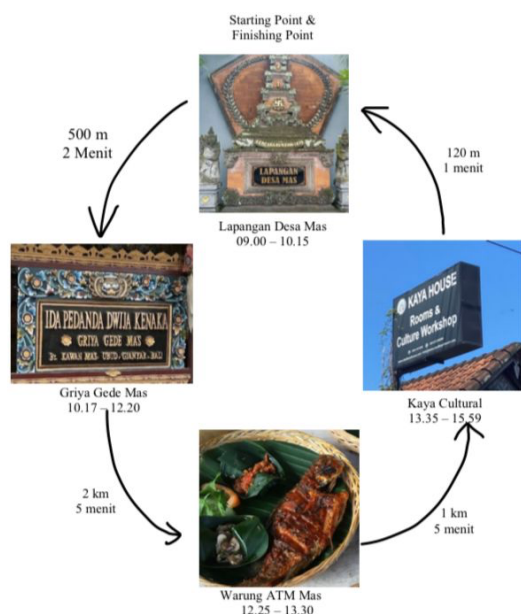 Starting Point &
Finishing Point
LAPANGAN
DESA MAS
Lapangan Desa Mas
09.00 – 10.15
500 m
2 Menit
120 m
1 menit
IDA PEDANDA DWIJA KENAKA
GRIYA GEDE MAS
Griya Gede Mas
10.17 – 12.20
KAYA HOUSE
Rooms &
Culture Workshop
Kaya Cultural
13.35 – 15.59
2 km
5 menit
1 km
5 menit
Warung ATM Mas
12.25 – 13.30